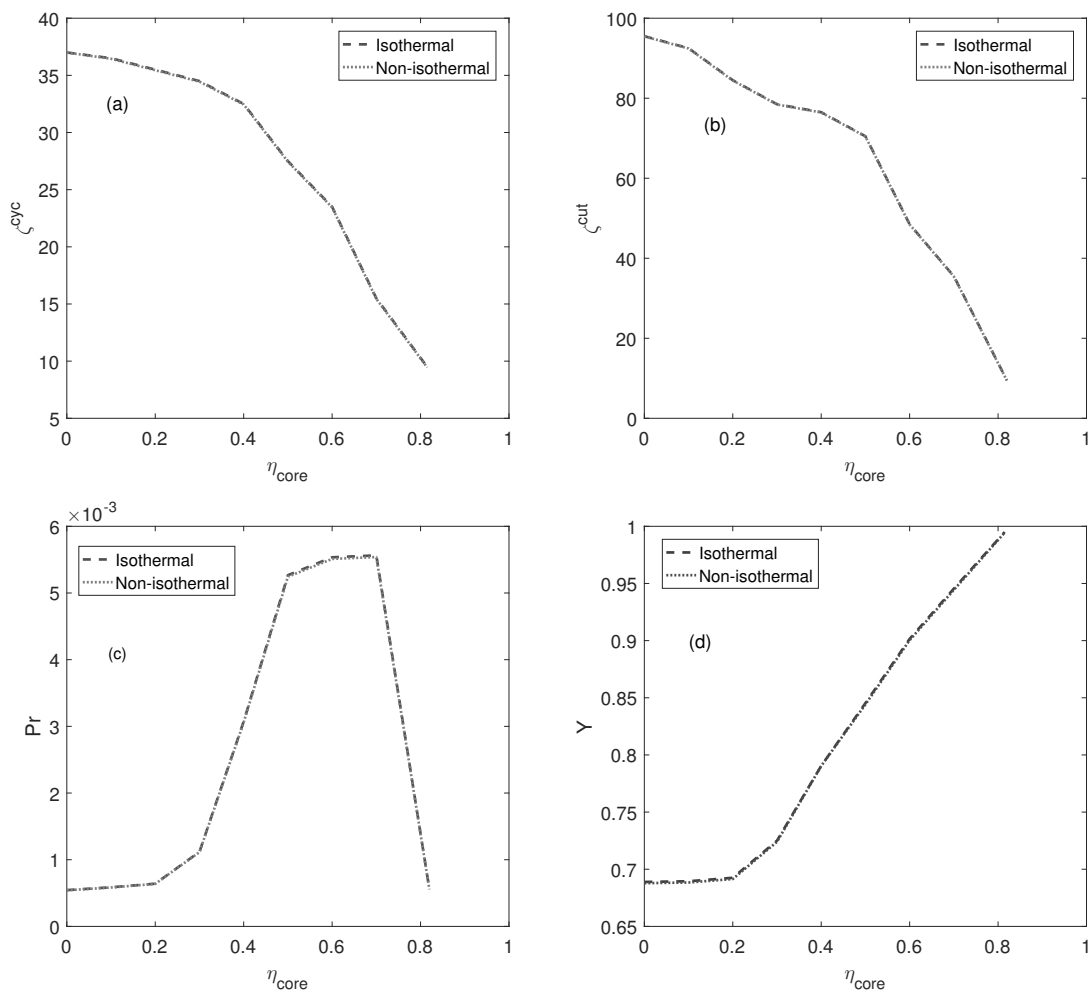 40
35
30
25
20
15
10
5
ζcyc
(a)
Isothermal
Non-isothermal
0 0.2 0.4 0.6 0.8 1
ηcore
100
80
60
40
20
0
ζcut
(b)
Isothermal
Non-isothermal
0 0.2 0.4 0.6 0.8 1
ηcore
×10-3
6
5
4
3
2
1
0
Pr
Isothermal
Non-isothermal
(c)
0 0.2 0.4 0.6 0.8 1
ηcore
1
0.95
0.9
0.85
0.8
0.75
0.7
0.65
Y
Isothermal
Non-isothermal
(d)
0 0.2 0.4 0.6 0.8 1
ηcore